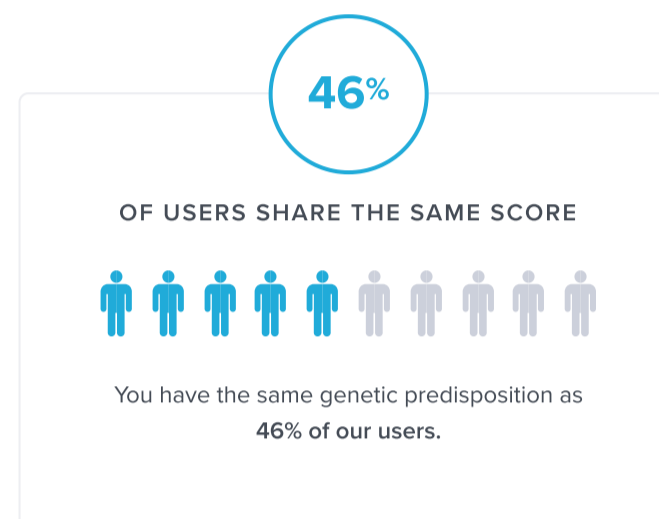 46%
OF USERS SHARE THE SAME SCORE
You have the same genetic predisposition as
46% of our users.